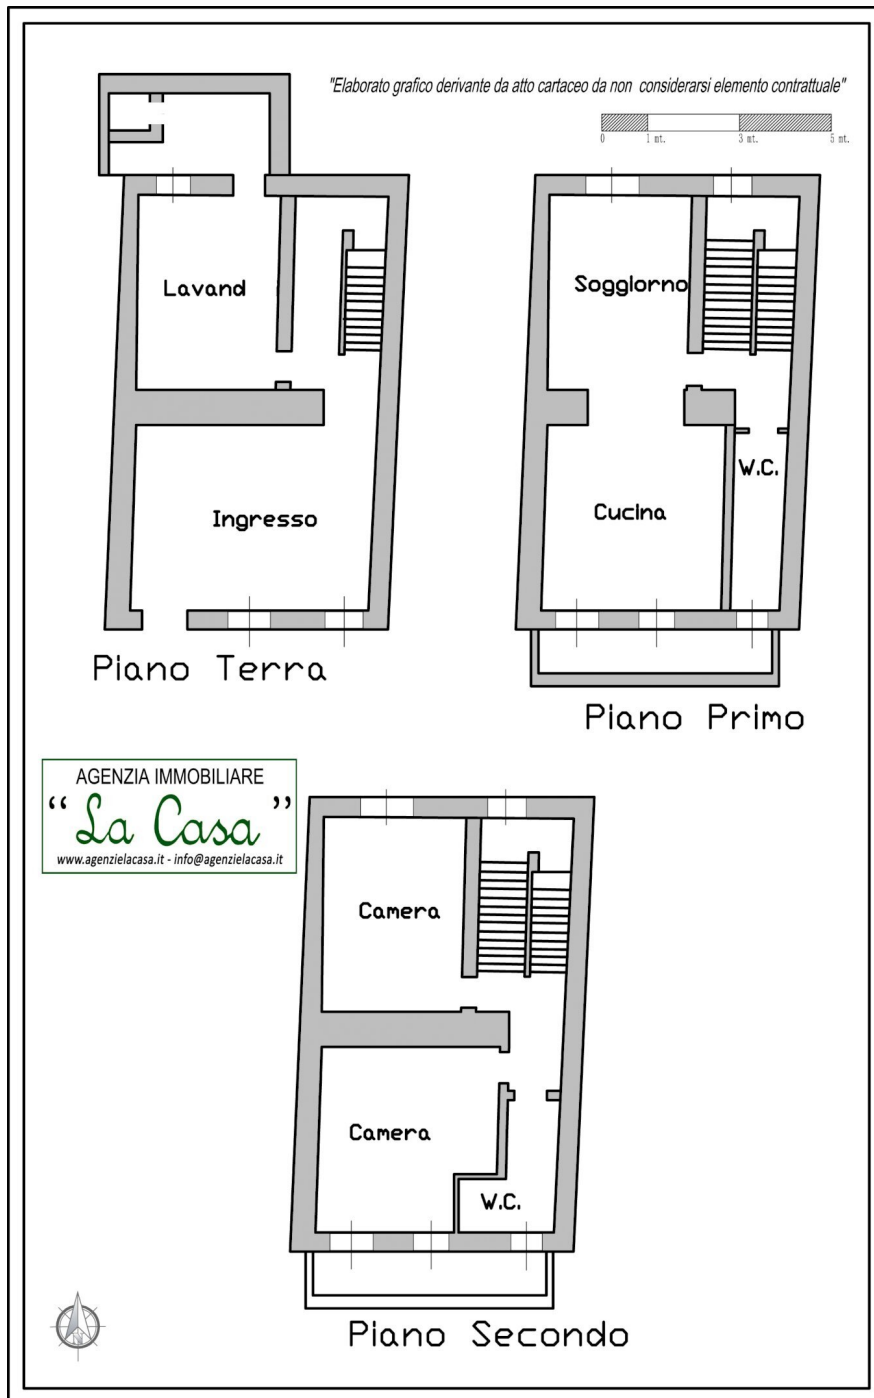 "Elaborato grafico derivante da atto cartaceo da non considerarsi elemento contrattuale"
0 1 mt. 3 mt. 5 mt.
Lavand
Ingresso
Piano Terra
Soggiorno
W.C.
Cucina
Piano Primo
AGENZIA IMMOBILIARE
“La Casa”
www.agenzielacasa.it - info@agenzielacasa.it
Camera
Camera
W.C.
Piano Secondo
N